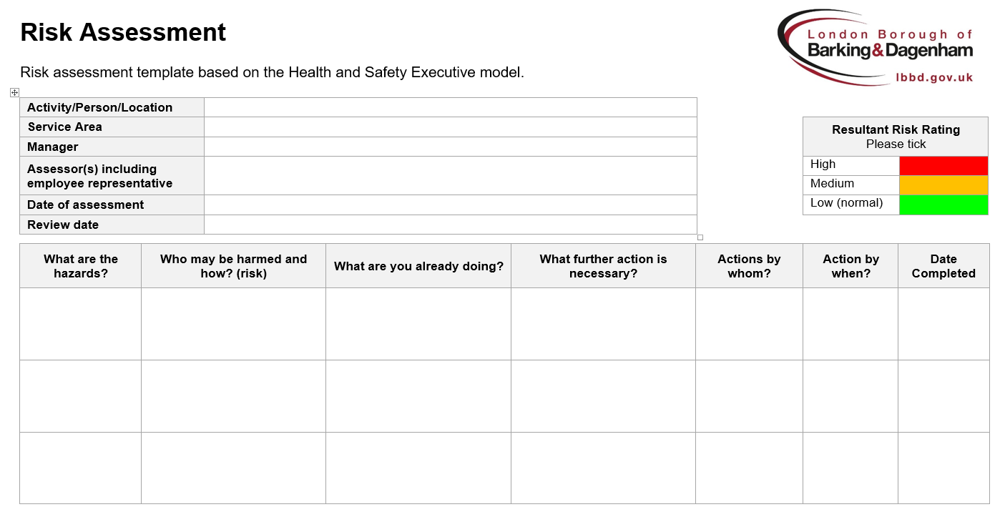 Risk Assessment
London Borough of
Barking&Dagenham
lbbd.gov.uk
Risk assessment template based on the Health and Safety Executive model.
Activity/Person/Location
Service Area
Manager
Assessor(s) including
employee representative
Date of assessment
Review date
Resultant Risk Rating
Please tick
High
Medium
Low (normal)
What are the
hazards?
Who may be harmed and
how? (risk)
What are you already doing?
What further action is
necessary?
Actions by
whom?
Action by
when?
Date
Completed